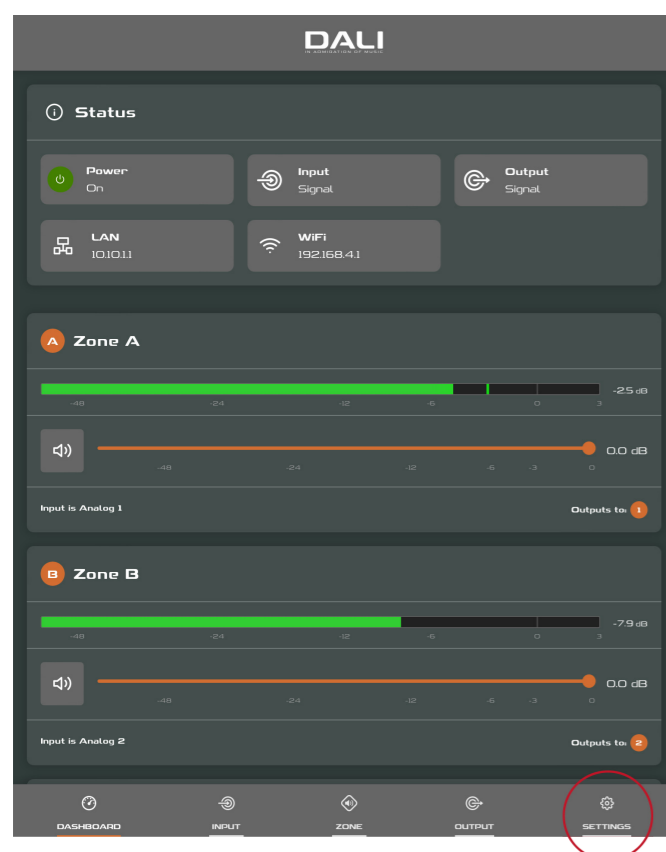 DALI
IN ADMIRATION OF MUSIC
Status
Power
On
Input
Signal
Output
Signal
LAN
10.10.1.1
WiFi
192.168.4.1
A Zone A
-2.5 dB
-48 -24 -12 -6 0 3
0.0 dB
-48 -24 -12 -6 -3 0
Input is Analog 1
Outputs to: 1
B Zone B
-7.9 dB
-48 -24 -12 -6 0 3
0.0 dB
-48 -24 -12 -6 -3 0
Input is Analog 2
Outputs to: 2
DASHBOARD INPUT ZONE OUTPUT SETTINGS